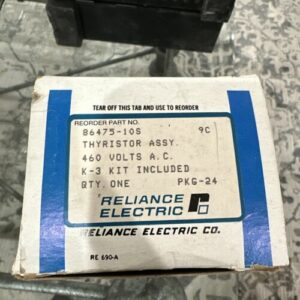 TEAR OFF THIS TAB AND USE TO REORDER
REORDER PART NO.
86475-10S 9C
THYRISTOR ASSY.
460 VOLTS A.C.
K-3 KIT INCLUDED
QTY. ONE PKG-24
RELIANCE
ELECTRIC
RELIANCE ELECTRIC CO.
RE 690-A